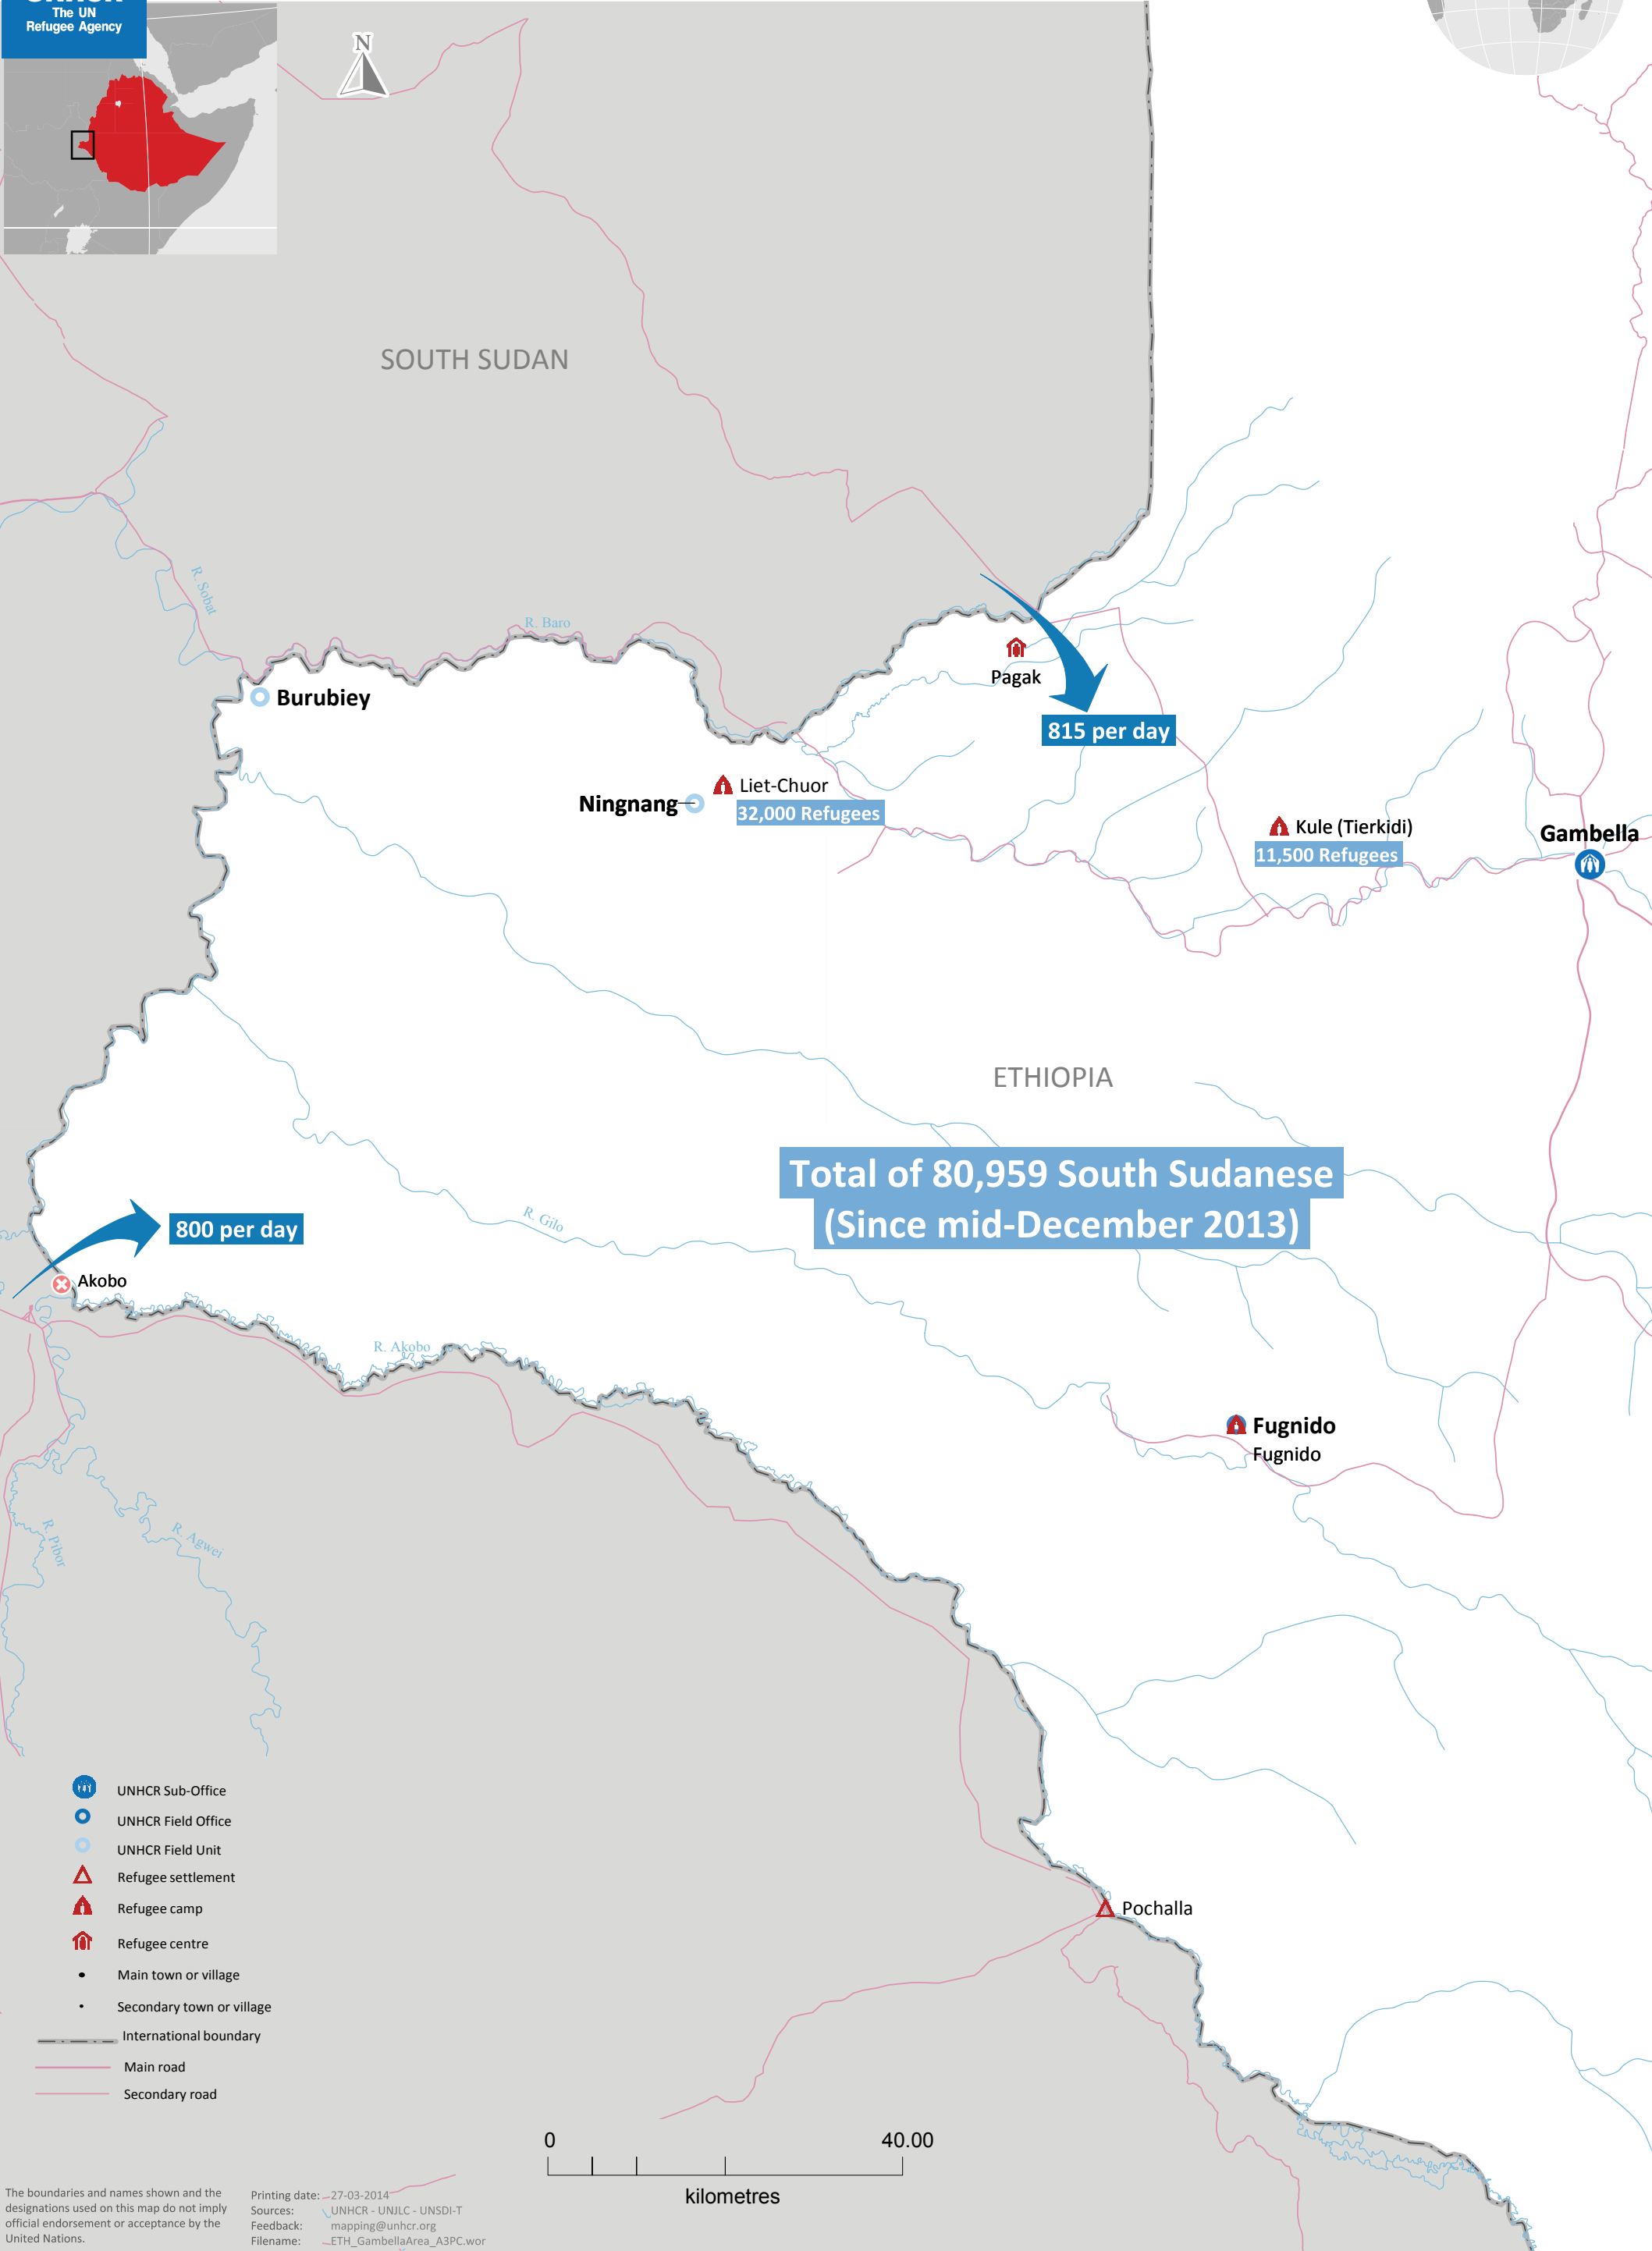 The UN
Refugee Agency
N
SOUTH SUDAN
R. Sobat
R. Baro
Burubiey
Pagak
815 per day
Liet-Chuor
Ningnang
32,000 Refugees
Kule (Tierkidi)
11,500 Refugees
Gambella
ETHIOPIA
Total of 80,959 South Sudanese
(Since mid-December 2013)
800 per day
R. Gilo
Akobo
R. Akobo
Fugnido
Fugnido
R. Pibor
R. Agwei
UNHCR Sub-Office
UNHCR Field Office
UNHCR Field Unit
Refugee settlement
Refugee camp
Refugee centre
Main town or village
Secondary town or village
International boundary
Main road
Secondary road
Pochalla
0 40.00
kilometres
The boundaries and names shown and the
designations used on this map do not imply
official endorsement or acceptance by the
United Nations.
Printing date: 27-03-2014
Sources: UNHCR - UNJLC - UNSDI-T
Feedback: mapping@unhcr.org
Filename: ETH_GambellaArea_A3PC.wor